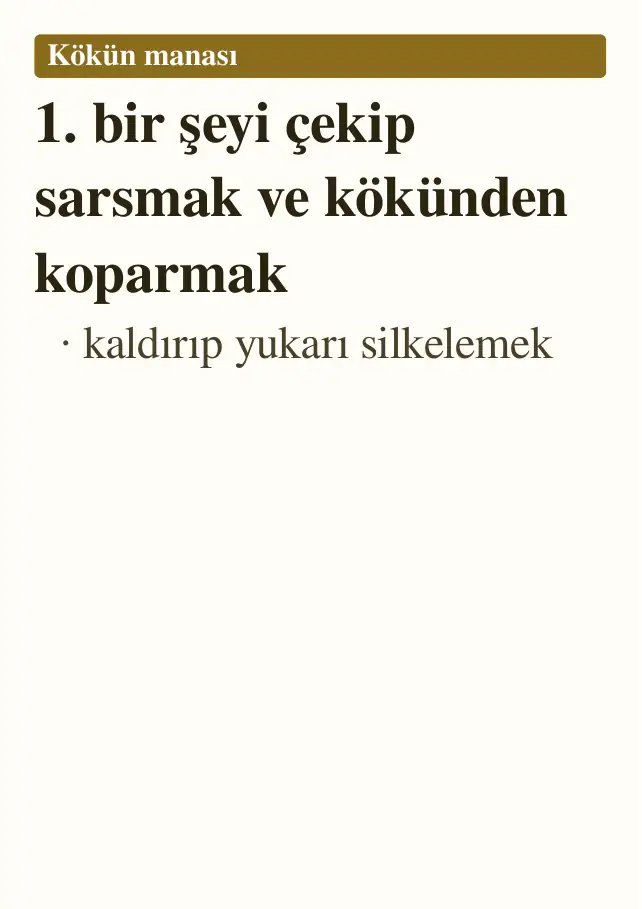 Kökün manası
1. bir şeyi çekip
sarsmak ve kökünden
koparmak
· kaldırıp yukarı silkelemek